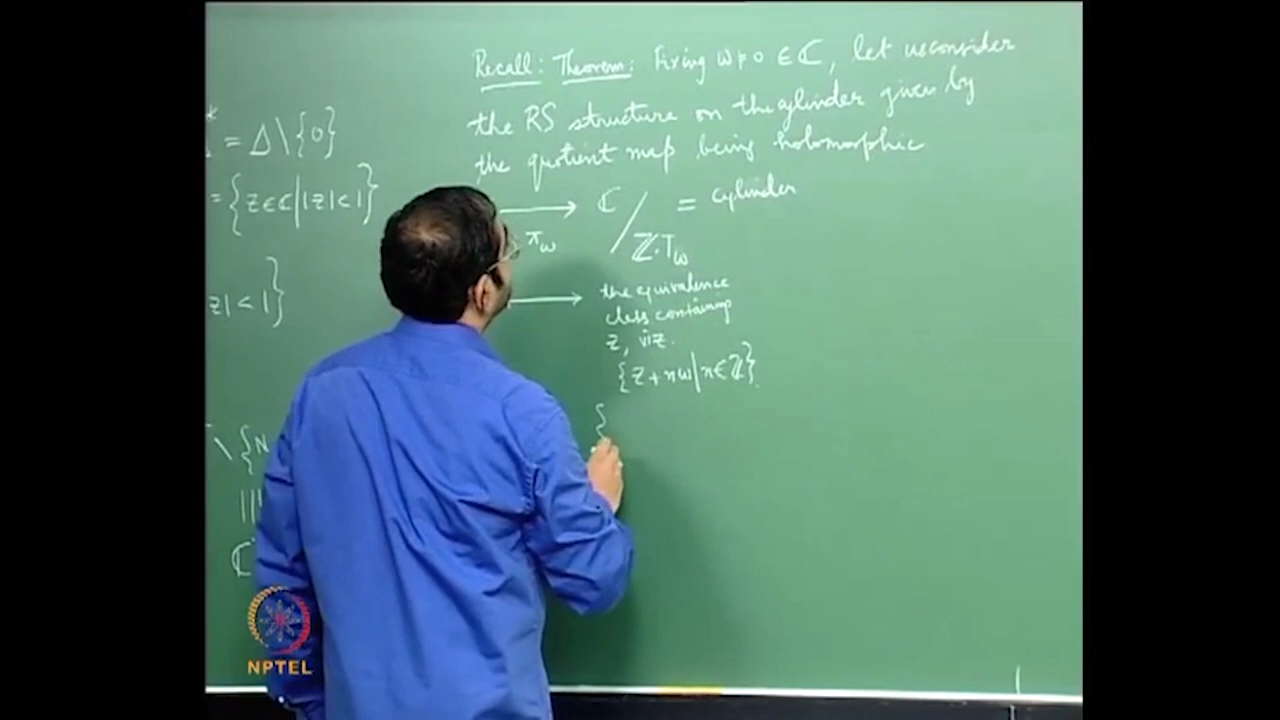 Recall: Theorem: Fixing ω≠0 ∈ ℂ, let us consider
the RS structure on the cylinder given by
the quotient map being holomorphic
* = Δ\{0}
= {z∈ℂ | |z|<1}
→ ℂ/ℤ·T_ω = cylinder
π_ω
z|<1}
→ the equivalence
class containing
z, viz.
{z+nω | n∈ℤ}
{
\{N
|||
ℂ
NPTEL